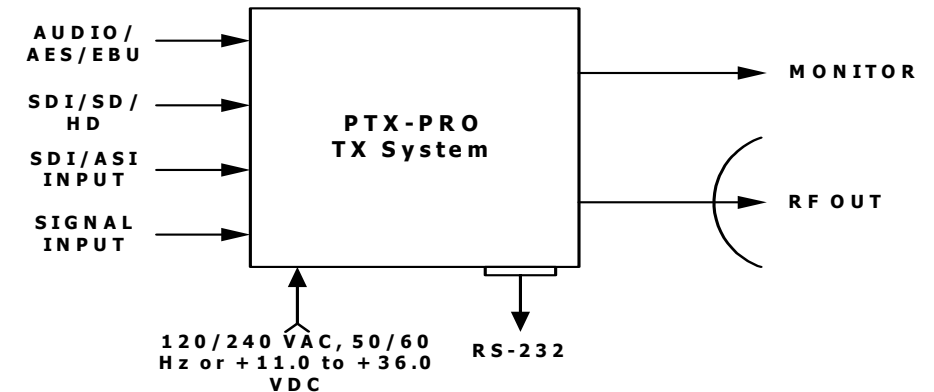 AUDIO/
AES/EBU
SDI/SD/
HD
SDI/ASI
INPUT
SIGNAL
INPUT
PTX-PRO
TX System
MONITOR
RF OUT
120/240 VAC, 50/60
Hz or +11.0 to +36.0
VDC
RS-232